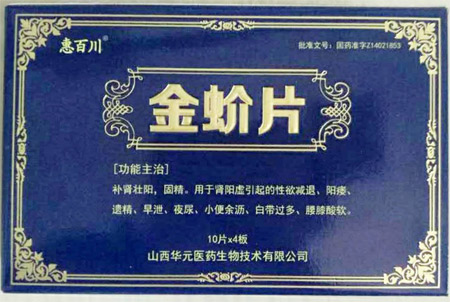 惠百川®
批准文号：国药准字Z14021853
金蚧片
[功能主治]
补肾壮阳，固精。用于肾阳虚引起的性欲减退、阳痿、
遗精、早泄、夜尿、小便余沥、白带过多、腰膝酸软。
10片x4板
山西华元医药生物技术有限公司